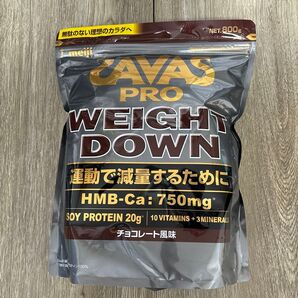 無駄のない理想のカラダへ
meiji
NET.800g
SAVAS
PRO
WEIGHT
DOWN
運動で減量するために
HMB-Ca:750mg
SOY PROTEIN 20g
10 VITAMINS + 3 MINERALS
チョコレート風味